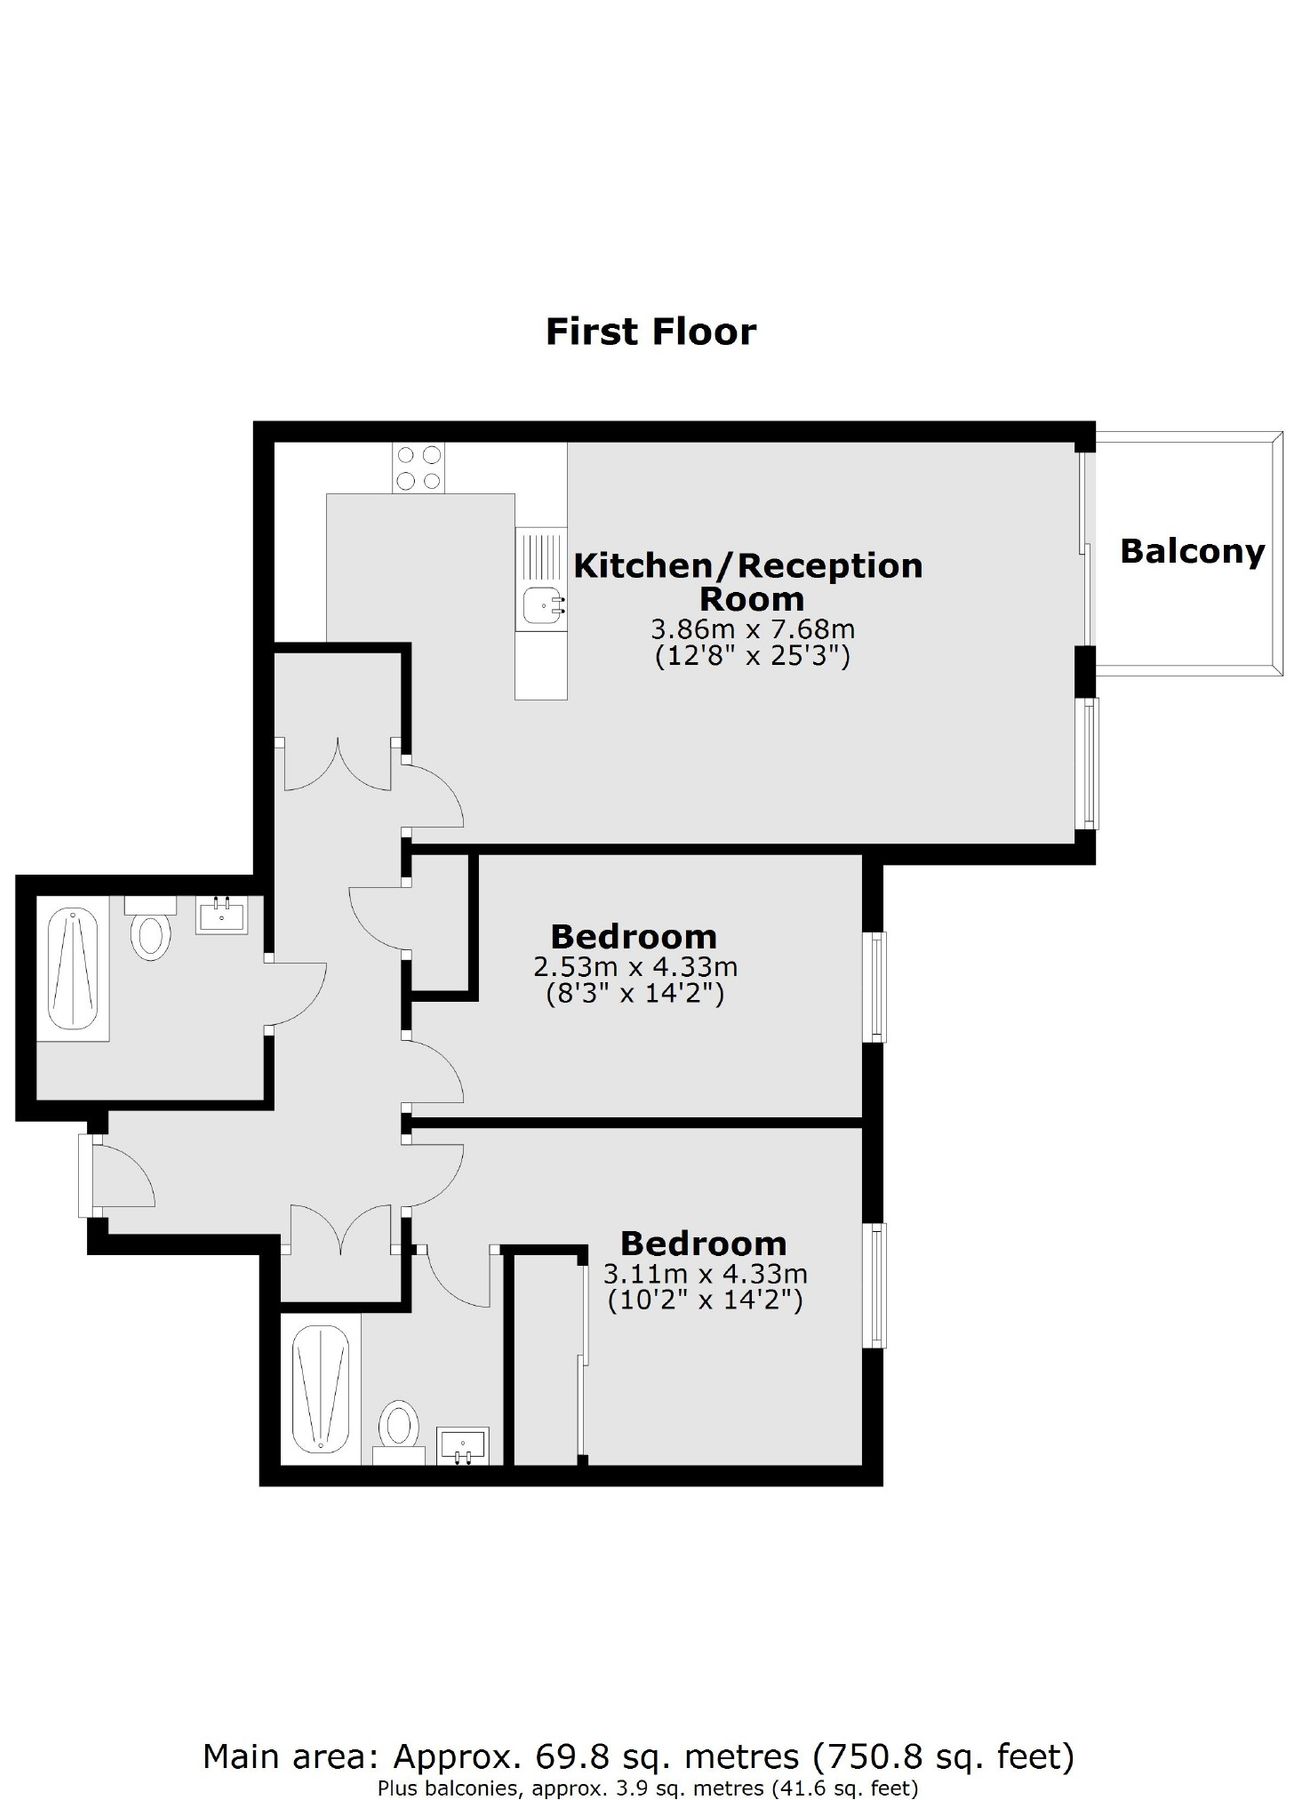 First Floor
Kitchen/Reception
Room
3.86m x 7.68m
(12'8" x 25'3")
Balcony
Bedroom
2.53m x 4.33m
(8'3" x 14'2")
Bedroom
3.11m x 4.33m
(10'2" x 14'2")
Main area: Approx. 69.8 sq. metres (750.8 sq. feet)
Plus balconies, approx. 3.9 sq. metres (41.6 sq. feet)